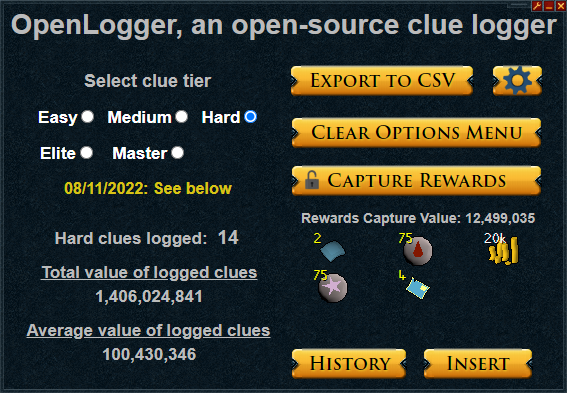 OpenLogger, an open-source clue logger
Select clue tier
Easy Medium Hard
Elite Master
08/11/2022: See below
Hard clues logged: 14
Total value of logged clues
1,406,024,841
Average value of logged clues
100,430,346
EXPORT TO CSV
CLEAR OPTIONS MENU
CAPTURE REWARDS
Rewards Capture Value: 12,499,035
2 75 20k
75 4
HISTORY INSERT